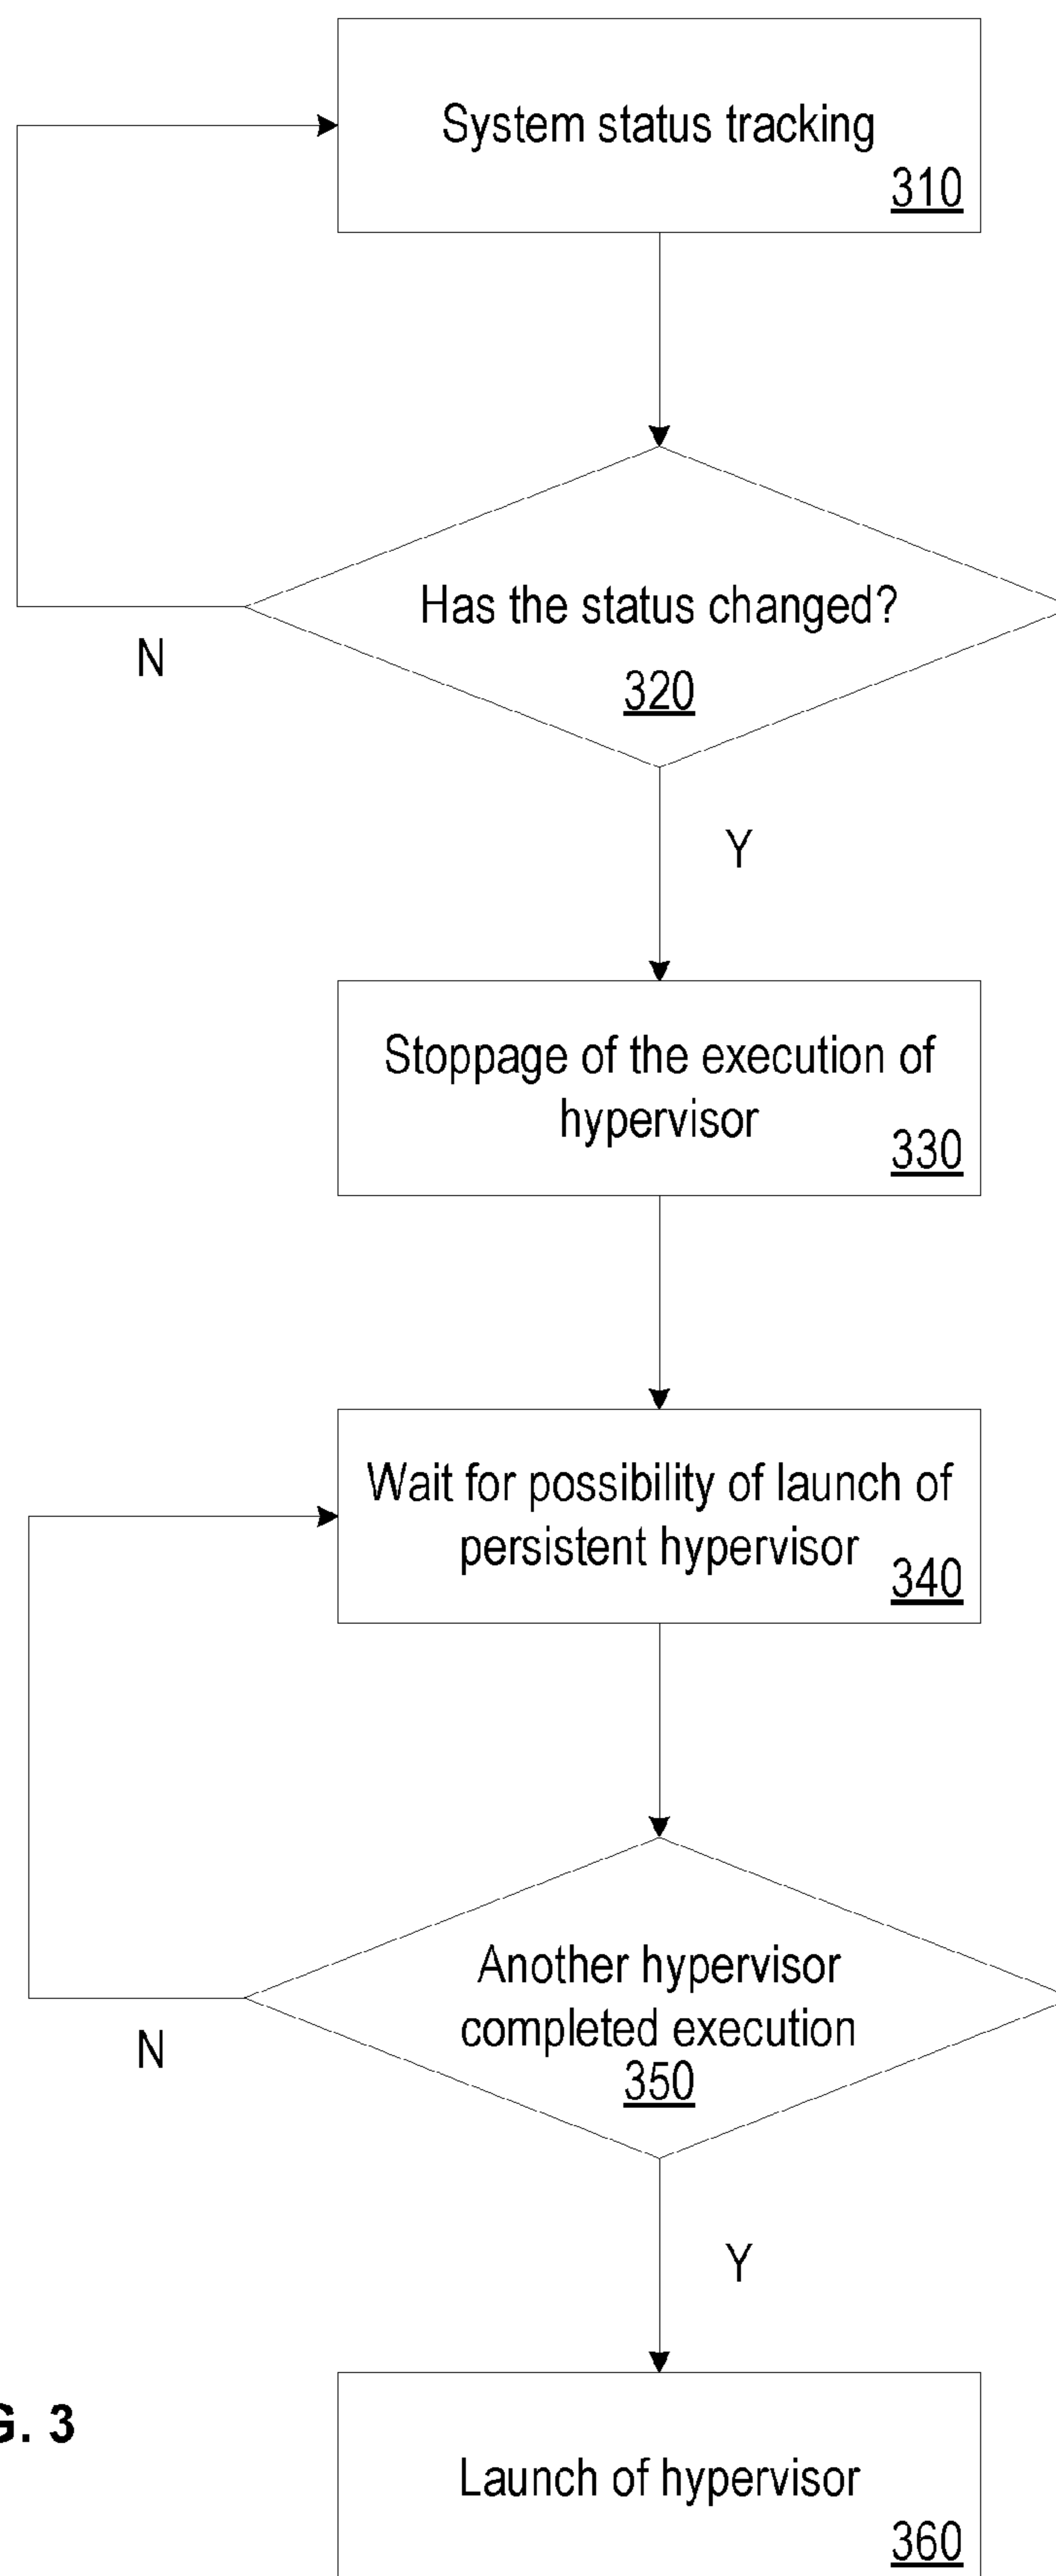 System status tracking
310
Has the status changed?
320
N
Y
Stoppage of the execution of
hypervisor
330
Wait for possibility of launch of
persistent hypervisor
340
Another hypervisor
completed execution
350
N
Y
G. 3
Launch of hypervisor
360